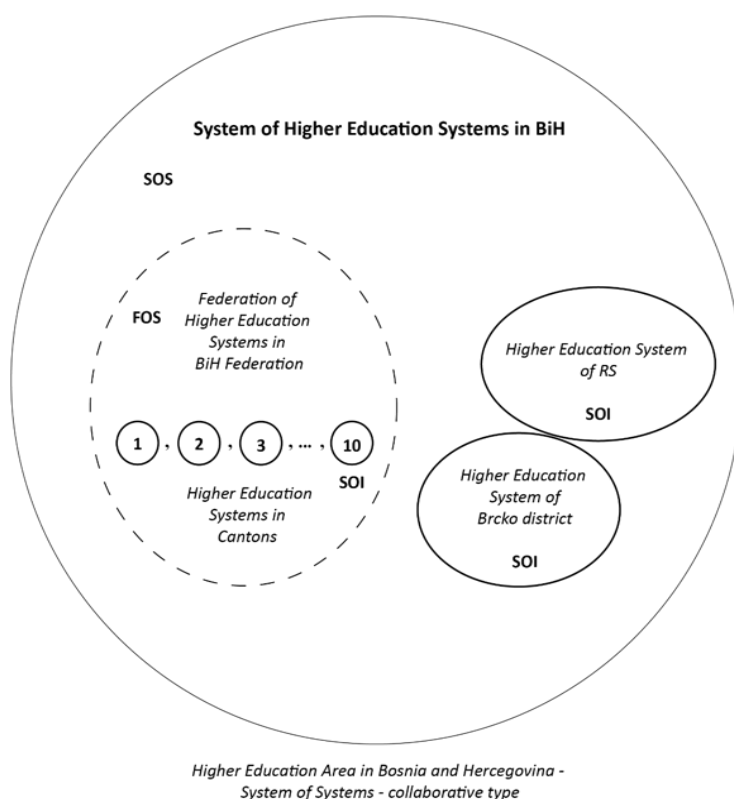 System of Higher Education Systems in BiH
SOS
FOS
Federation of
Higher Education
Systems in
BiH Federation
1 , 2 , 3 , ... , 10
SOI
Higher Education
Systems in
Cantons
Higher Education System
of RS
SOI
Higher Education
System of
Brcko district
SOI
Higher Education Area in Bosnia and Hercegovina -
System of Systems - collaborative type